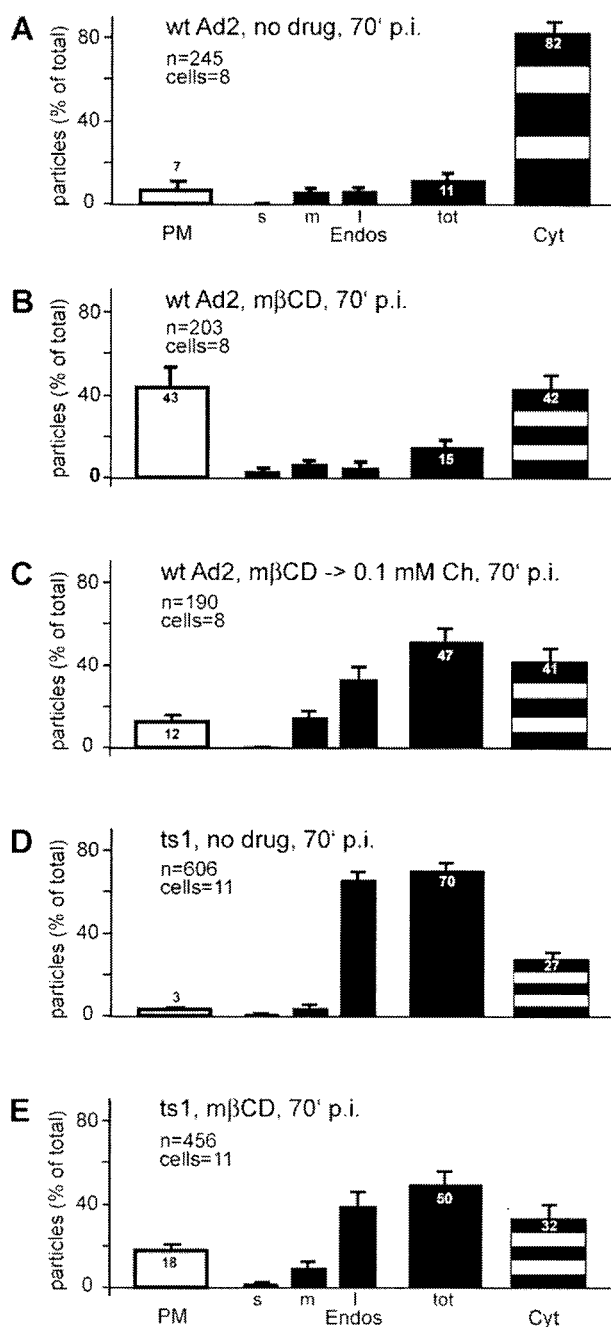 A
wt Ad2, no drug, 70' p.i.
n=245
cells=8
particles (% of total)
80
40
0
7
11
82
s m l tot
PM Endos Cyt
B
wt Ad2, mβCD, 70' p.i.
n=203
cells=8
particles (% of total)
80
40
0
43
15
42
C
wt Ad2, mβCD -> 0.1 mM Ch, 70' p.i.
n=190
cells=8
particles (% of total)
80
40
0
12
47
41
D
ts1, no drug, 70' p.i.
n=606
cells=11
particles (% of total)
80
40
0
3
70
27
E
ts1, mβCD, 70' p.i.
n=456
cells=11
particles (% of total)
80
40
0
18
50
32
s m l tot
PM Endos Cyt